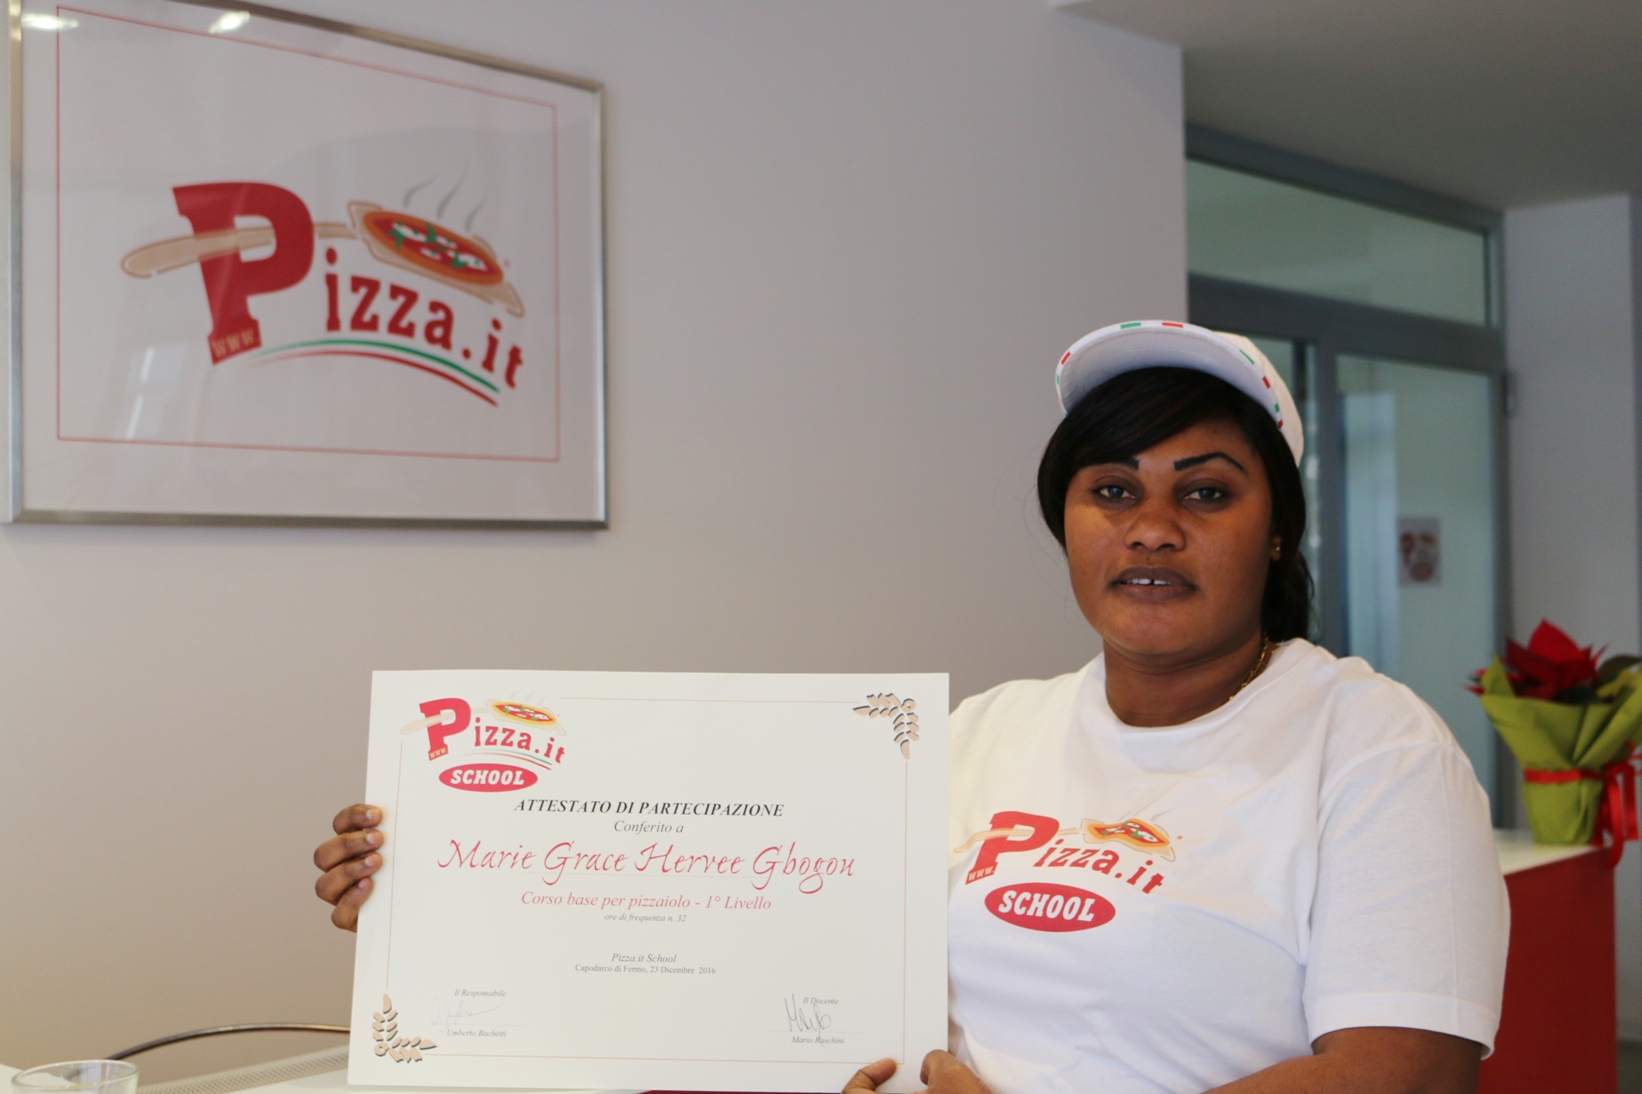 Pizza.it
www
Pizza.it
www.
SCHOOL
ATTESTATO DI PARTECIPAZIONE
Conferito a
Marie Grace Hervee Gbogou
Corso base per pizzaiolo - 1° Livello
ore di frequenza n. 32
Pizza.it School
Capodarco di Fermo, 23 Dicembre 2016
Il Responsabile
Umberto Bachetti
Il Docente
Mario Raschini
Pizza.it
www.
SCHOOL